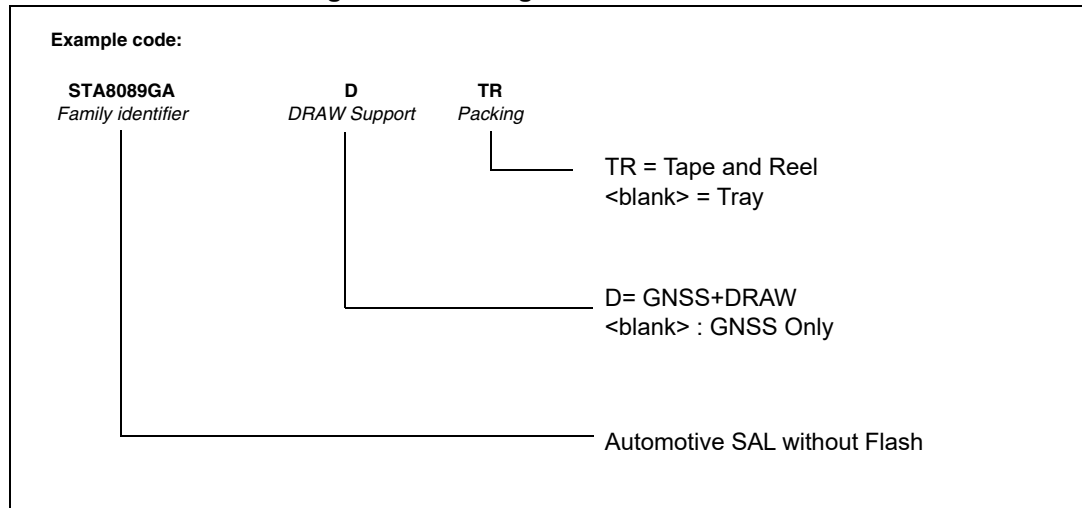 Example code:
STA8089GA D TR
Family identifier DRAW Support Packing
TR = Tape and Reel
<blank> = Tray
D= GNSS+DRAW
<blank> : GNSS Only
Automotive SAL without Flash